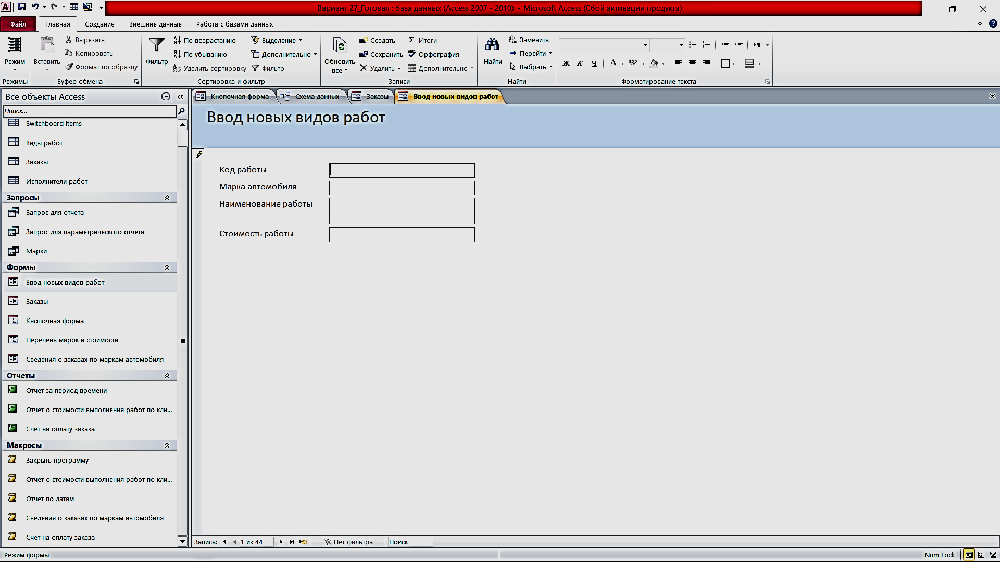 Вариант 27_Готовая : база данных (Access 2007 - 2010) - Microsoft Access (Сбой активации продукта)
Файл
Главная
Создание
Внешние данные
Работа с базами данных
Режим
Режимы
Вставить
Вырезать
Копировать
Формат по образцу
Буфер обмена
Фильтр
По возрастанию
По убыванию
Удалить сортировку
Выделение
Дополнительно
Фильтр
Сортировка и фильтр
Обновить
все
Создать
Сохранить
Удалить
Итоги
Орфография
Дополнительно
Записи
Найти
Заменить
Перейти
Выбрать
Найти
Ж К Ч
Форматирование текста
Все объекты Access
Поиск...
Switchboard Items
Виды работ
Заказы
Исполнители работ
Запросы
Запрос для отчета
Запрос для параметрического отчета
Марки
Формы
Ввод новых видов работ
Заказы
Кнопочная форма
Перечень марок и стоимости
Сведения о заказах по маркам автомобиля
Отчеты
Отчет за период времени
Отчет о стоимости выполнения работ по кли...
Счет на оплату заказа
Макросы
Закрыть программу
Отчет о стоимости выполнения работ по кли...
Отчет по датам
Сведения о заказах по маркам автомобиля
Счет на оплату заказа
Кнопочная форма
Схема данных
Заказы
Ввод новых видов работ
Ввод новых видов работ
Код работы
Марка автомобиля
Наименование работы
Стоимость работы
Запись:
1 из 44
Нет фильтра
Поиск
Режим формы
Num Lock